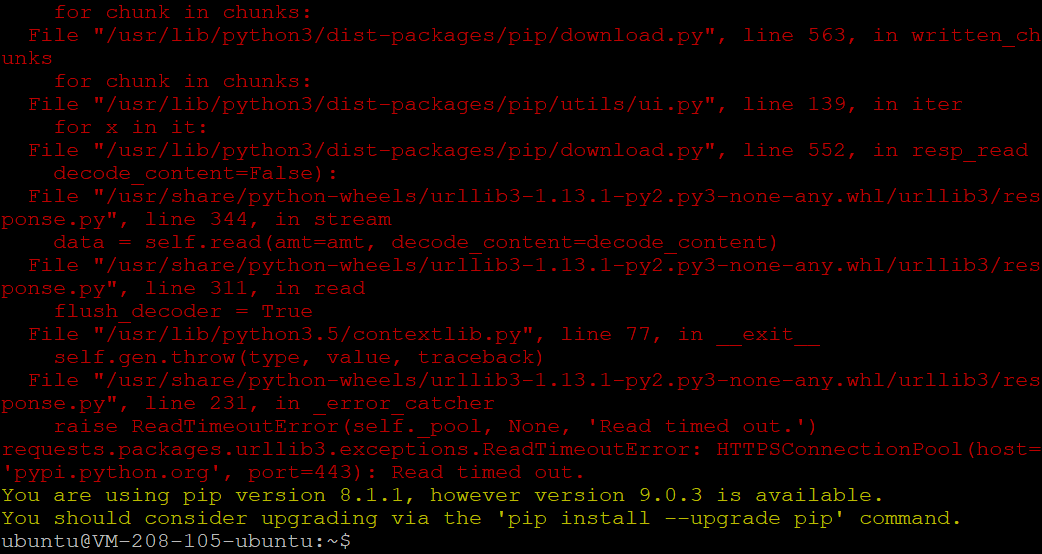 for chunk in chunks:
  File "/usr/lib/python3/dist-packages/pip/download.py", line 563, in written_ch
unks
    for chunk in chunks:
  File "/usr/lib/python3/dist-packages/pip/utils/ui.py", line 139, in iter
    for x in it:
  File "/usr/lib/python3/dist-packages/pip/download.py", line 552, in resp_read
    decode_content=False):
  File "/usr/share/python-wheels/urllib3-1.13.1-py2.py3-none-any.whl/urllib3/res
ponse.py", line 344, in stream
    data = self.read(amt=amt, decode_content=decode_content)
  File "/usr/share/python-wheels/urllib3-1.13.1-py2.py3-none-any.whl/urllib3/res
ponse.py", line 311, in read
    flush_decoder = True
  File "/usr/lib/python3.5/contextlib.py", line 77, in __exit__
    self.gen.throw(type, value, traceback)
  File "/usr/share/python-wheels/urllib3-1.13.1-py2.py3-none-any.whl/urllib3/res
ponse.py", line 231, in _error_catcher
    raise ReadTimeoutError(self._pool, None, 'Read timed out.')
requests.packages.urllib3.exceptions.ReadTimeoutError: HTTPSConnectionPool(host=
'pypi.python.org', port=443): Read timed out.
You are using pip version 8.1.1, however version 9.0.3 is available.
You should consider upgrading via the 'pip install --upgrade pip' command.
ubuntu@VM-208-105-ubuntu:~$